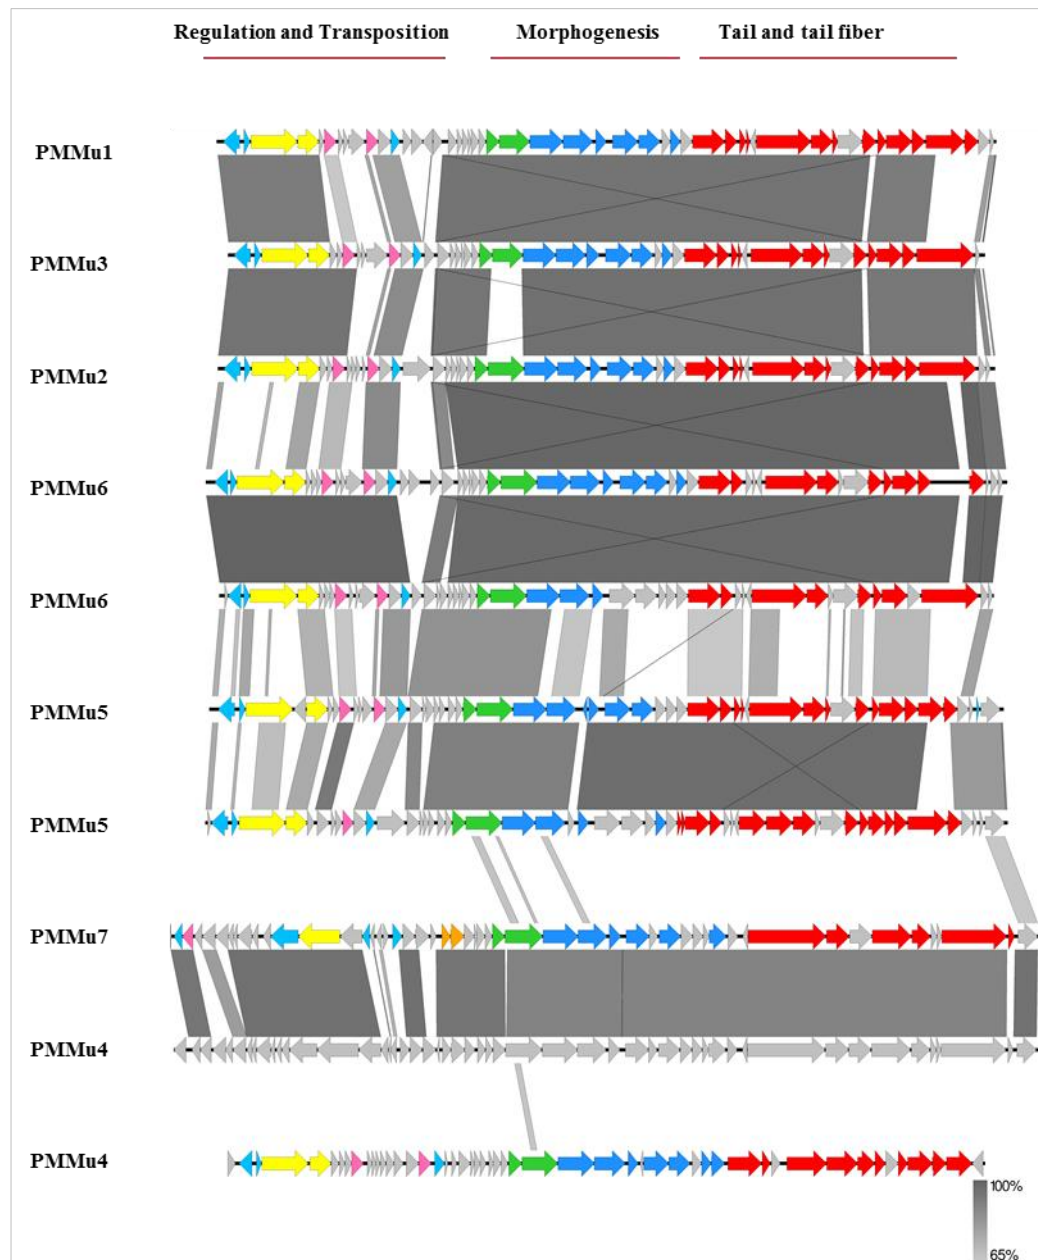 Regulation and Transposition Morphogenesis Tail and tail fiber
PMMu1
PMMu3
PMMu2
PMMu6
PMMu6
PMMu5
PMMu5
PMMu7
PMMu4
PMMu4
100%
65%